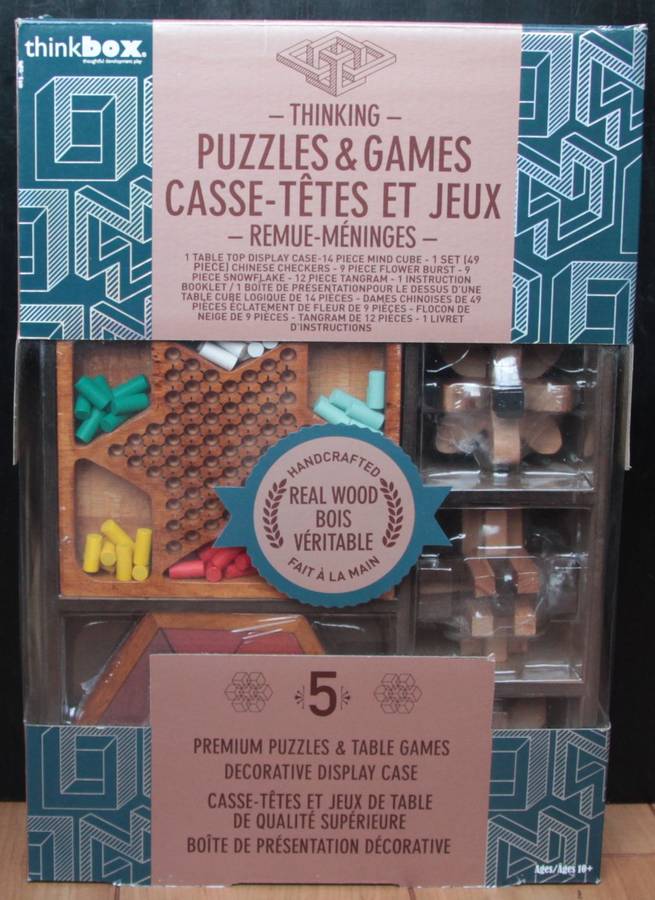 thinkbox.
thoughtful development play
– THINKING –
PUZZLES & GAMES
CASSE-TÊTES ET JEUX
– REMUE-MÉNINGES –
1 TABLE TOP DISPLAY CASE-14 PIECE MIND CUBE - 1 SET (49
PIECE) CHINESE CHECKERS - 9 PIECE FLOWER BURST - 9
PIECE SNOWFLAKE - 12 PIECE TANGRAM - 1 INSTRUCTION
BOOKLET / 1 BOÎTE DE PRÉSENTATIONPOUR LE DESSUS D'UNE
TABLE CUBE LOGIQUE DE 14 PIÈCES - DAMES CHINOISES DE 49
PIÈCES ÉCLATEMENT DE FLEUR DE 9 PIÈCES - FLOCON DE
NEIGE DE 9 PIÈCES - TANGRAM DE 12 PIÈCES - 1 LIVRET
D'INSTRUCTIONS
HANDCRAFTED
REAL WOOD
BOIS
VÉRITABLE
FAIT À LA MAIN
5
PREMIUM PUZZLES & TABLE GAMES
DECORATIVE DISPLAY CASE
CASSE-TÊTES ET JEUX DE TABLE
DE QUALITÉ SUPÉRIEURE
BOÎTE DE PRÉSENTATION DÉCORATIVE
Ages/Âges 10+